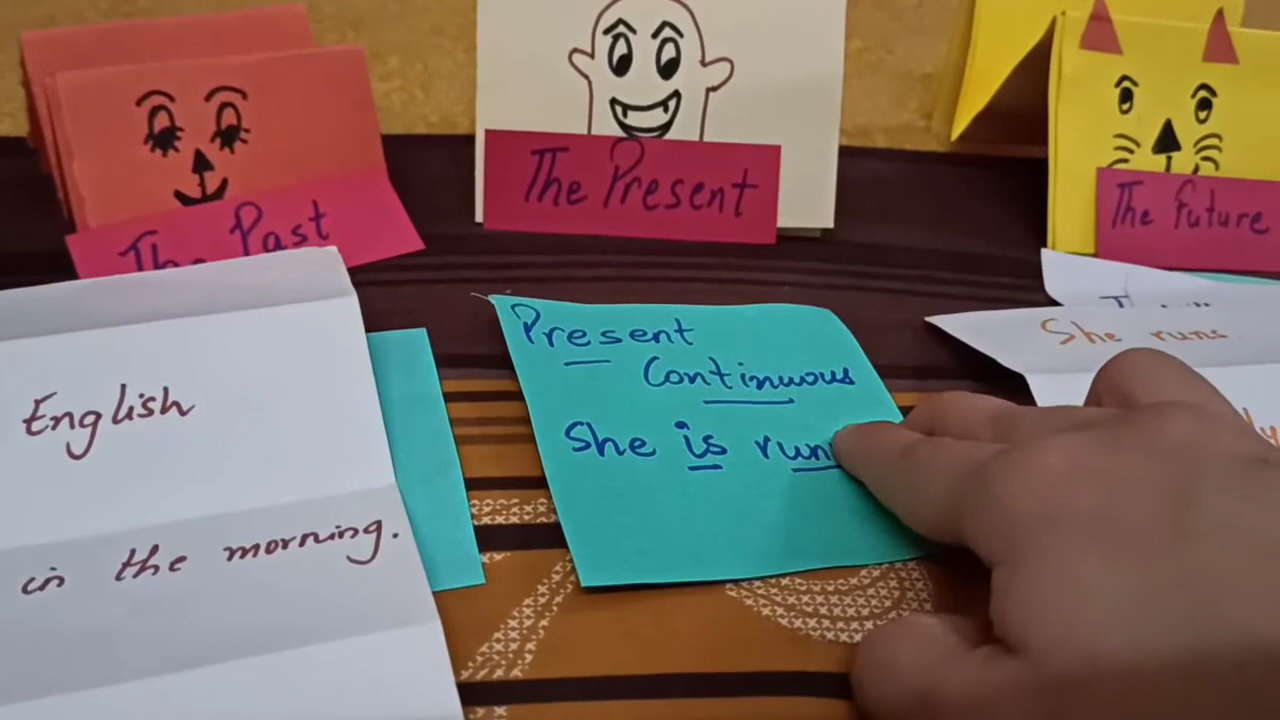 The Past
The Present
The Future
English
in the morning.
Present
Continuous
She is run
She runs